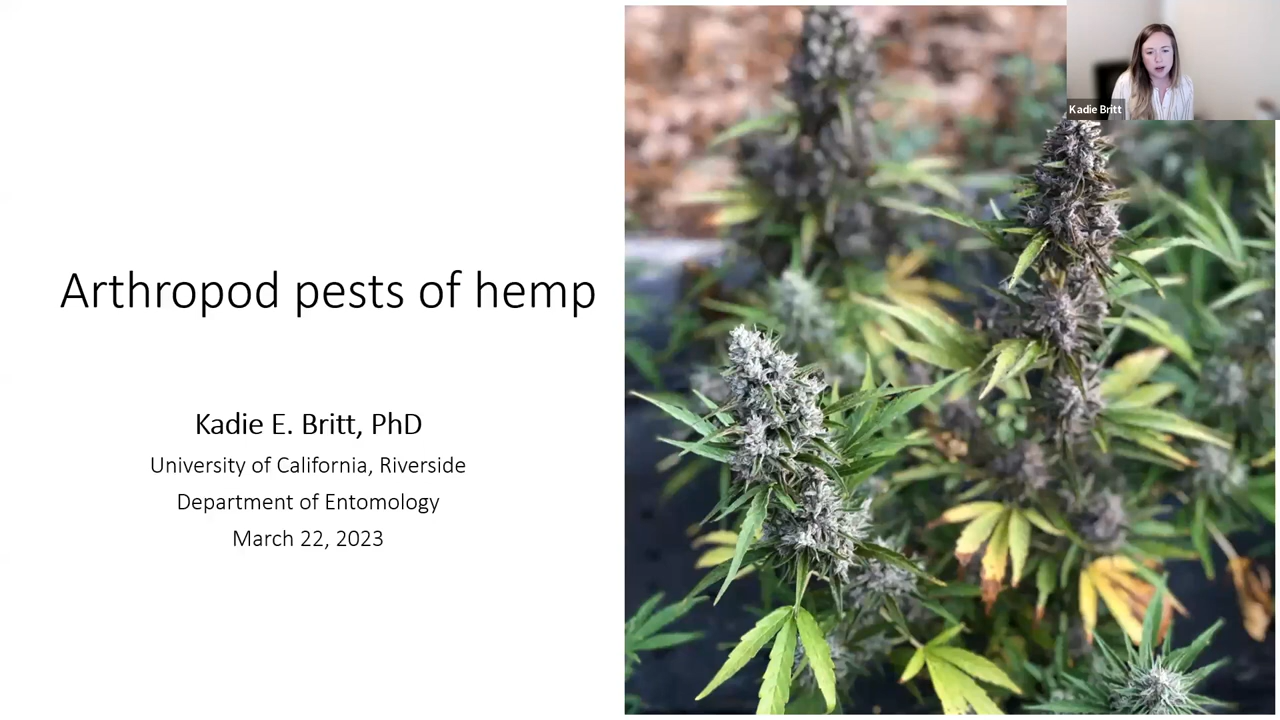 Arthropod pests of hemp
Kadie E. Britt, PhD
University of California, Riverside
Department of Entomology
March 22, 2023
Kadie Britt